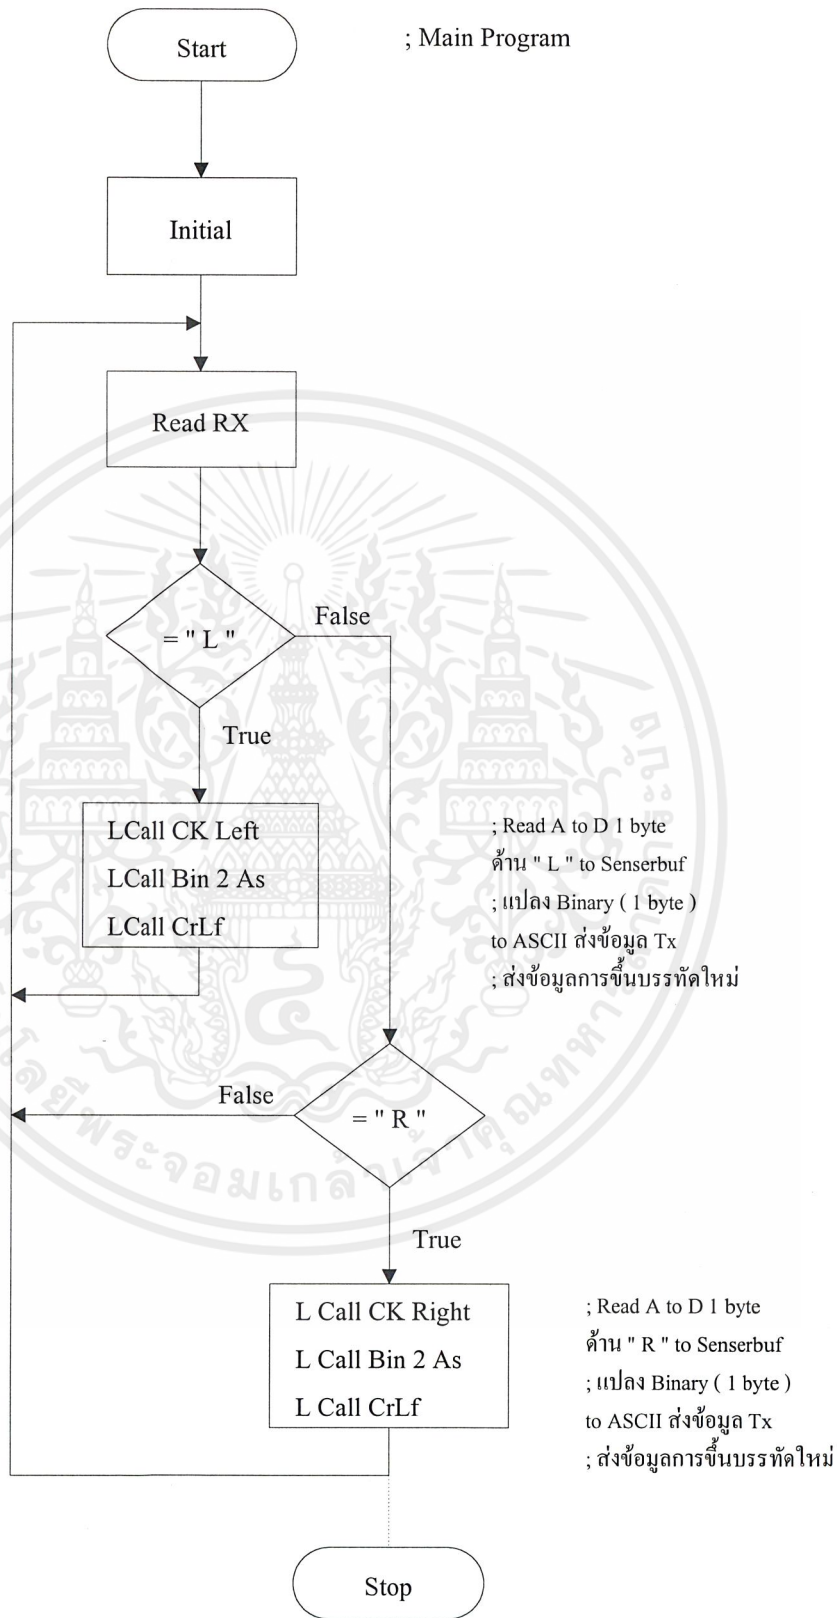 Start
; Main Program
Initial
Read RX
= " L "
False
True
LCall CK Left
LCall Bin 2 As
LCall CrLf
; Read A to D 1 byte
ด้าน " L " to Senserbuf
; แปลง Binary ( 1 byte )
to ASCII ส่งข้อมูล Tx
; ส่งข้อมูลการขึ้นบรรทัดใหม่
False
= " R "
True
L Call CK Right
L Call Bin 2 As
L Call CrLf
; Read A to D 1 byte
ด้าน " R " to Senserbuf
; แปลง Binary ( 1 byte )
to ASCII ส่งข้อมูล Tx
; ส่งข้อมูลการขึ้นบรรทัดใหม่
Stop